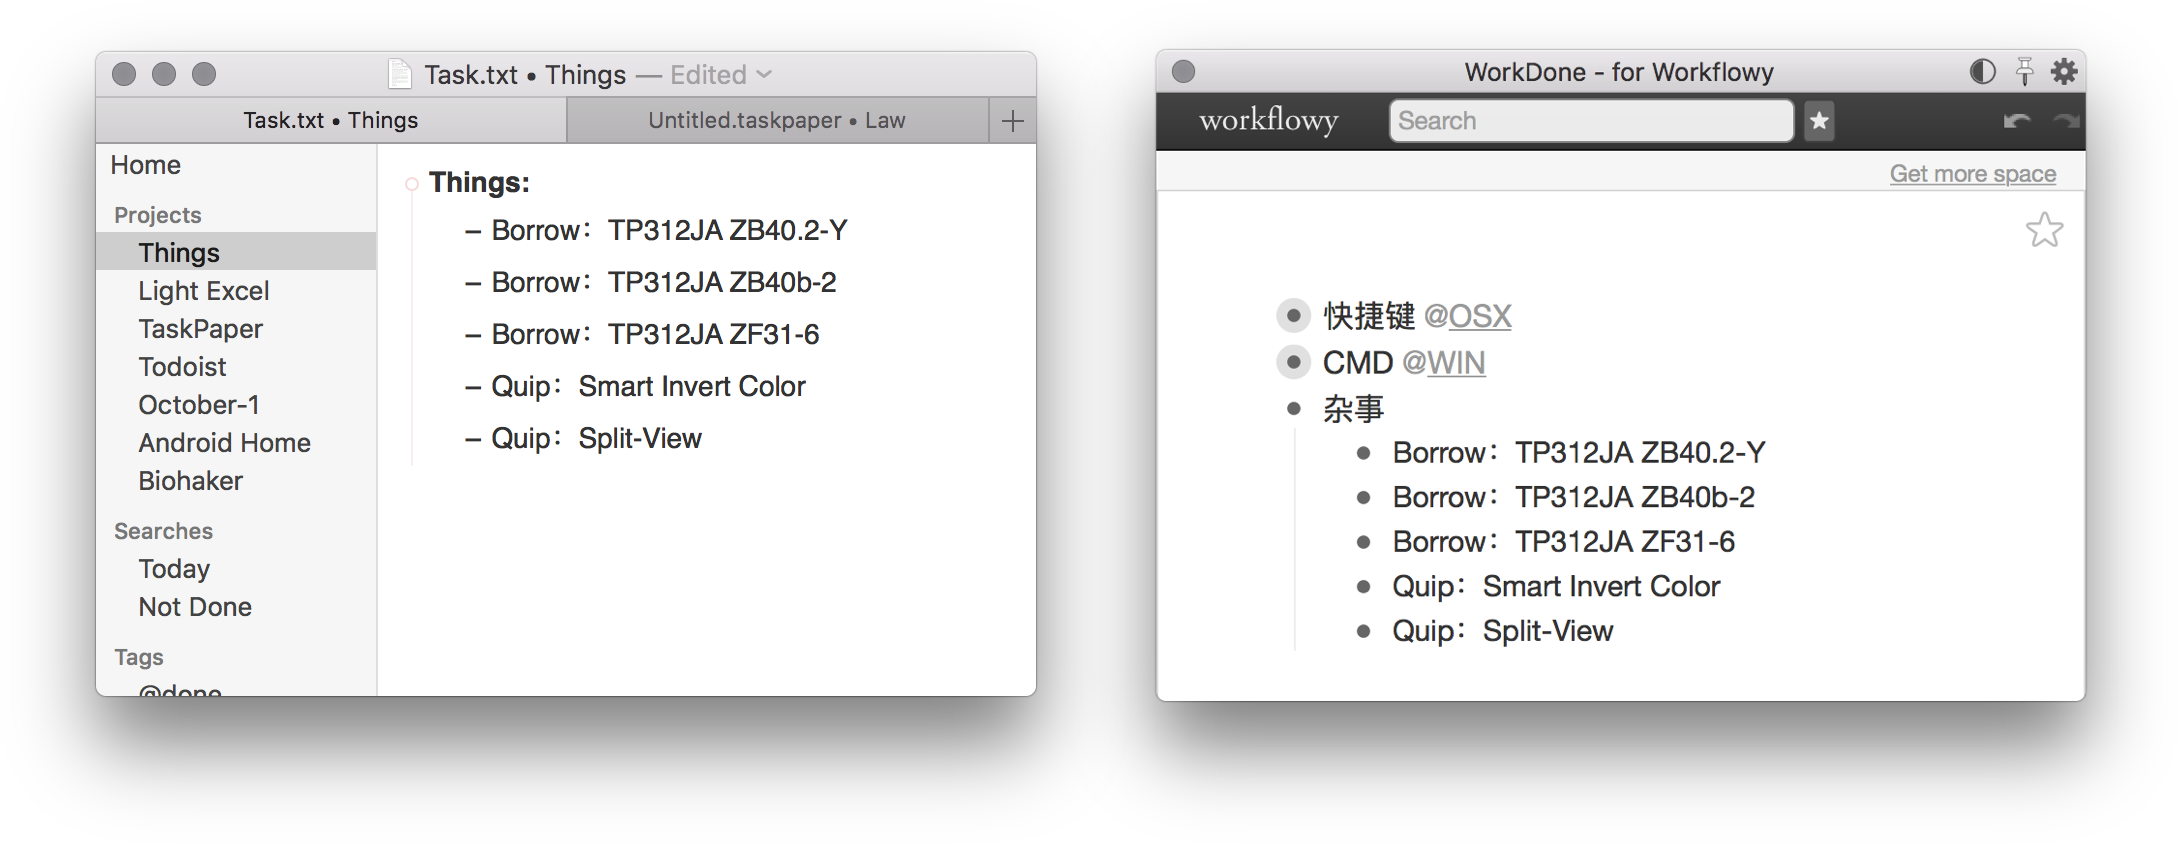 Task.txt • Things — Edited
Task.txt • Things
Untitled.taskpaper • Law
Home
Projects
Things
Light Excel
TaskPaper
Todoist
October-1
Android Home
Biohaker
Searches
Today
Not Done
Tags
@done
Things:
– Borrow：TP312JA ZB40.2-Y
– Borrow：TP312JA ZB40b-2
– Borrow：TP312JA ZF31-6
– Quip：Smart Invert Color
– Quip：Split-View
WorkDone - for Workflowy
workflowy
Search
Get more space
快捷键 @OSX
CMD @WIN
杂事
Borrow：TP312JA ZB40.2-Y
Borrow：TP312JA ZB40b-2
Borrow：TP312JA ZF31-6
Quip：Smart Invert Color
Quip：Split-View